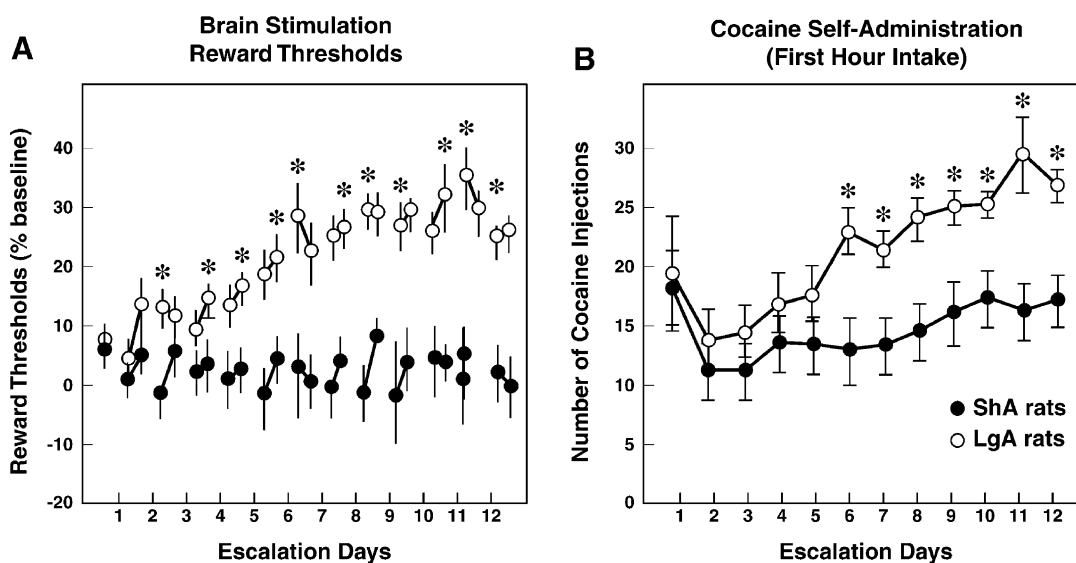 A
Brain Stimulation
Reward Thresholds
Reward Thresholds (% baseline)
40
30
20
10
0
-10
-20
* * * * * * * * * * *
1 2 3 4 5 6 7 8 9 10 11 12
Escalation Days
B
Cocaine Self-Administration
(First Hour Intake)
Number of Cocaine Injections
30
25
20
15
10
5
0
* * * * * * *
ShA rats
LgA rats
1 2 3 4 5 6 7 8 9 10 11 12
Escalation Days